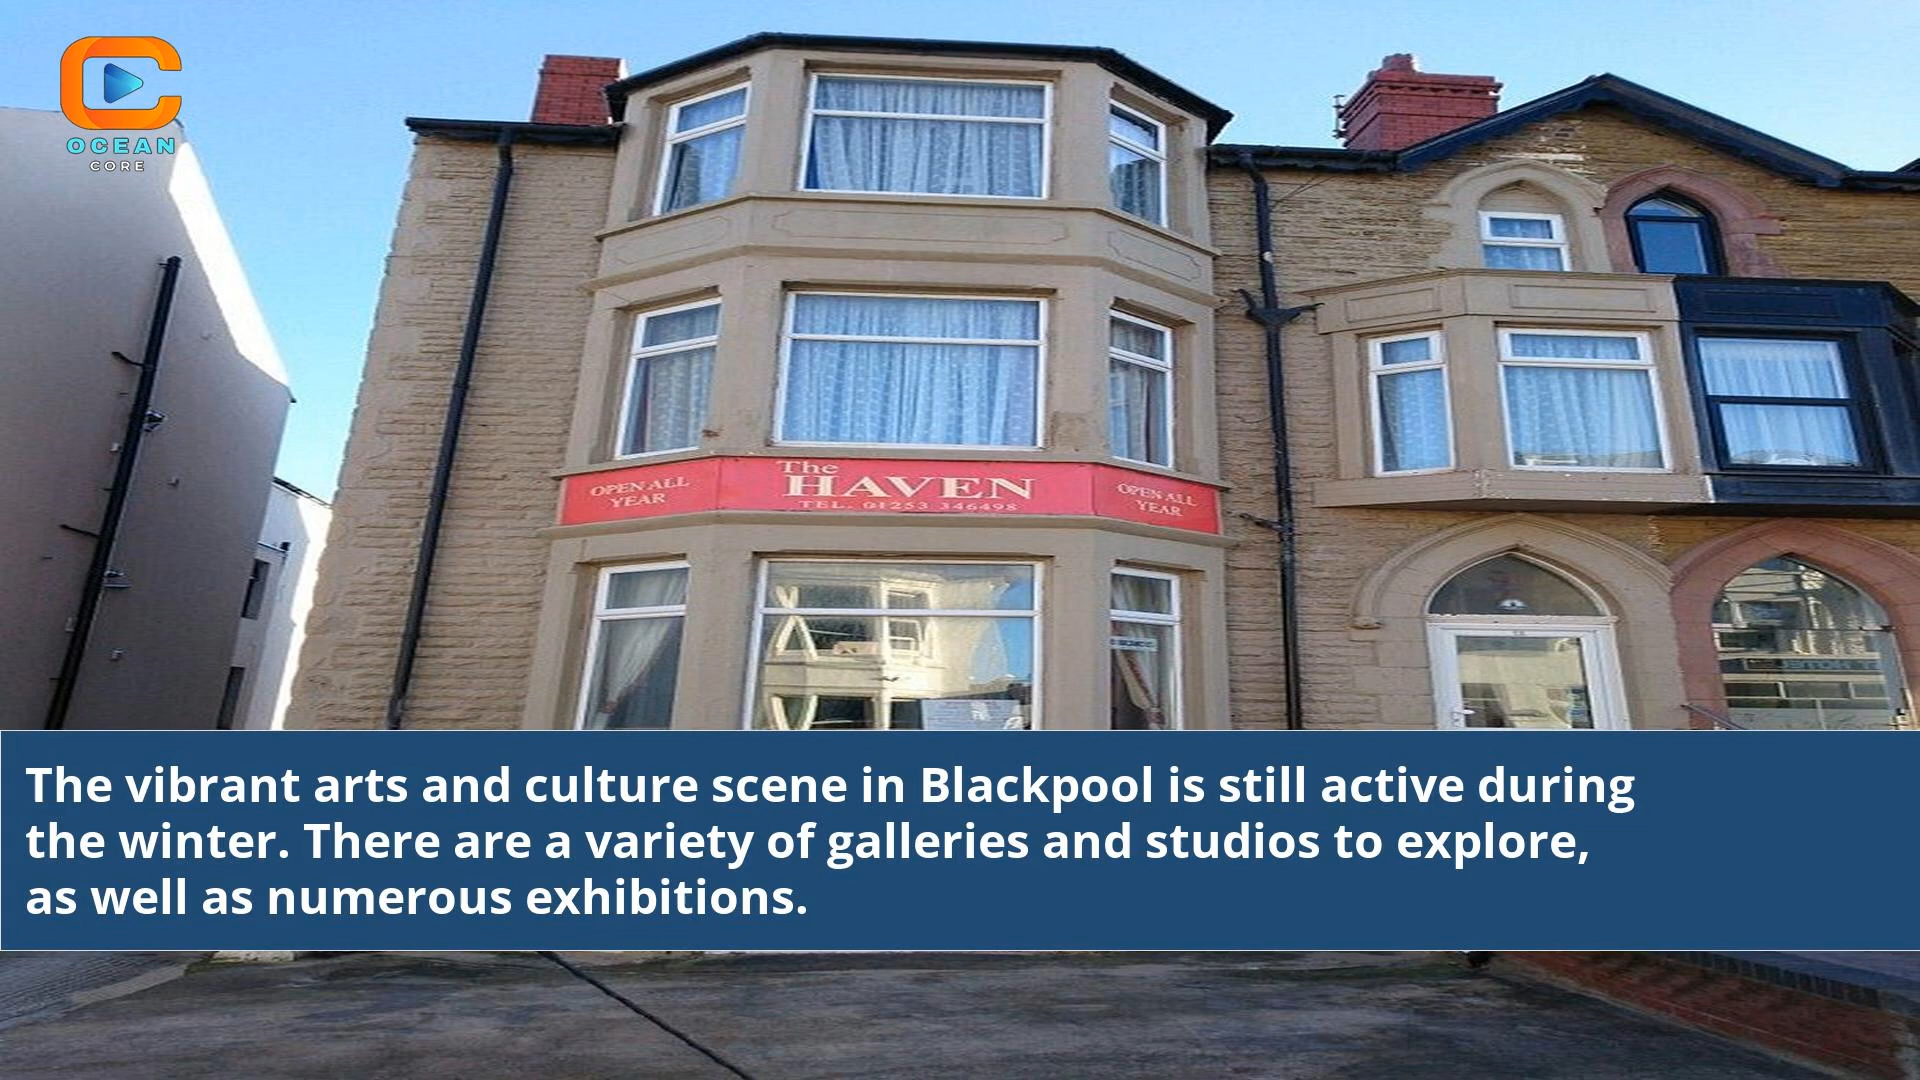 OCEAN
CORE
The
OPEN ALL
YEAR
HAVEN
TEL. 01253 346498
OPEN ALL
YEAR
The vibrant arts and culture scene in Blackpool is still active during
the winter. There are a variety of galleries and studios to explore,
as well as numerous exhibitions.